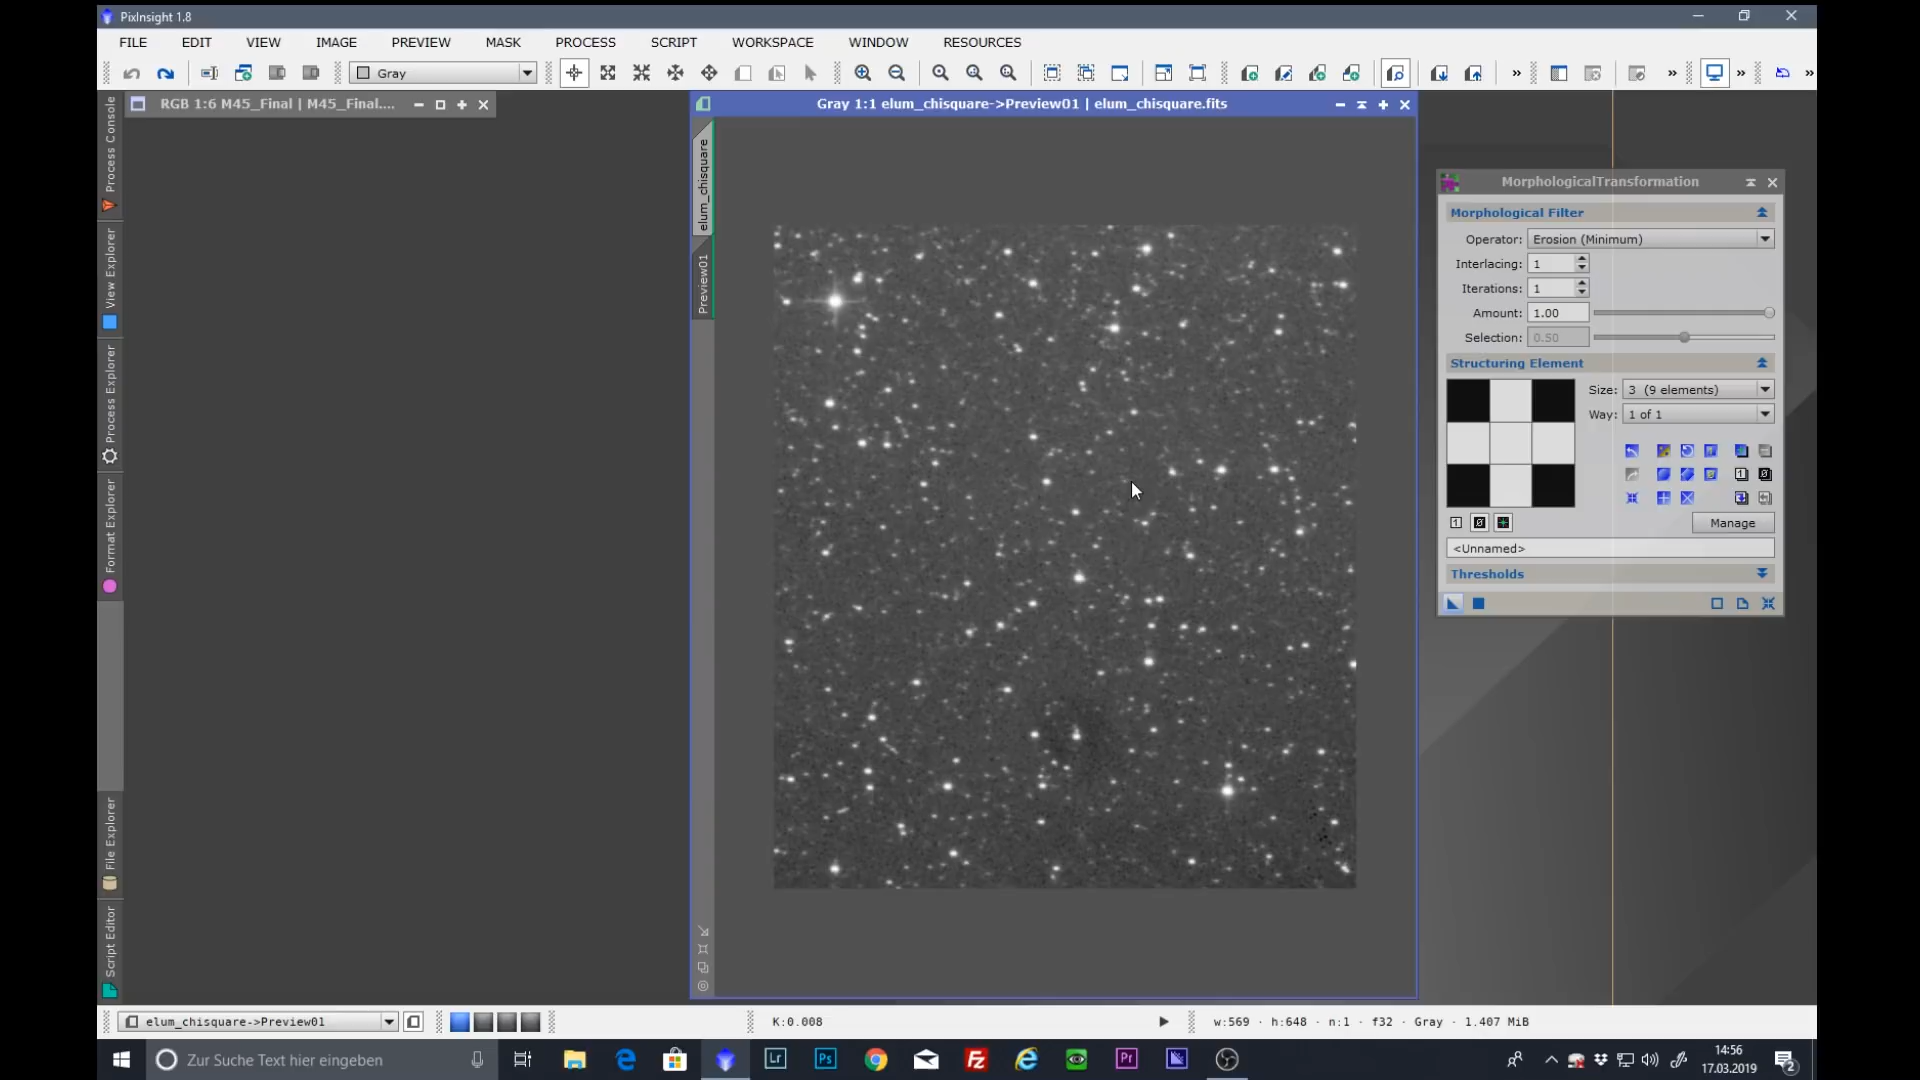 PixInsight 1.8
FILE EDIT VIEW IMAGE PREVIEW MASK PROCESS SCRIPT WORKSPACE WINDOW RESOURCES
Gray
RGB 1:6 M45_Final | M45_Final....
Gray 1:1 elum_chisquare->Preview01 | elum_chisquare.fits
Process Console
View Explorer
Process Explorer
Format Explorer
File Explorer
Script Editor
elum_chisquare
Preview01
MorphologicalTransformation
Morphological Filter
Operator: Erosion (Minimum)
Interlacing: 1
Iterations: 1
Amount: 1.00
Selection: 0.50
Structuring Element
Size: 3 (9 elements)
Way: 1 of 1
Manage
<Unnamed>
Thresholds
elum_chisquare->Preview01
K:0.008
w:569 · h:648 · n:1 · f32 · Gray · 1.407 MiB
Zur Suche Text hier eingeben
Lr
Ps
Pr
14:56
17.03.2019
2